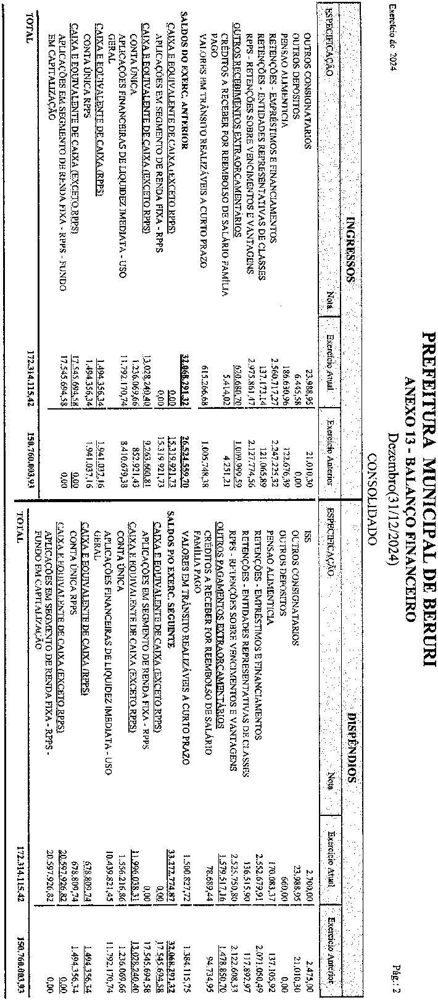 PREFEITURA MUNICIPAL DE BERURI
ANEXO 13 - BALANÇO FINANCEIRO
Dezembro(31/12/2024)
CONSOLIDADO
Exercício de 2024 Pág.: 2
INGRESSOS
ESPECIFICAÇÃO Nota Exercício Atual Exercício Anterior
OUTROS CONSIGNATARIOS 23.988,95 21.010,30
OUTROS DEPOSITOS 6.445,58 0,00
PENSAO ALIMENTICIA 186.630,96 122.676,39
RETENÇÕES - EMPRÉSTIMOS E FINANCIAMENTOS 2.560.717,27 2.247.225,32
RETENÇÕES - ENTIDADES REPRESENTATIVAS DE CLASSES 137.173,14 121.065,89
RPPS - RETENÇÕES SOBRE VENCIMENTOS E VANTAGENS 2.975.861,47 2.127.774,56
OUTROS RECEBIMENTOS EXTRAORÇAMENTÁRIOS 620.680,70 1.009.999,59
CRÉDITOS A RECEBER POR REEMBOLSO DE SALÁRIO FAMÍLIA 5.414,02 4.251,21
PAGO
VALORES EM TRÂNSITO REALIZÁVEIS A CURTO PRAZO 615.266,68 1.005.748,38
SALDOS DO EXERC. ANTERIOR 32.068.291,32 26.524.559,70
CAIXA E EQUIVALENTE DE CAIXA (EXCETO RPPS) 0,00 15.319.921,73
APLICAÇÕES EM SEGMENTO DE RENDA FIXA - RPPS 0,00 15.319.921,73
CAIXA E EQUIVALENTE DE CAIXA (EXCETO RPPS) 13.028.240,40 9.263.600,81
CONTA ÚNICA 1.236.069,66 852.921,43
APLICAÇÕES FINANCEIRAS DE LIQUIDEZ IMEDIATA - USO 11.792.170,74 8.410.679,38
GERAL
CAIXA E EQUIVALENTE DE CAIXA (RPPS) 1.494.356,34 1.941.037,16
CONTA ÚNICA RPPS 1.494.356,34 1.941.037,16
CAIXA E EQUIVALENTE DE CAIXA (EXCETO RPPS) 17.545.694,58 0,00
APLICAÇÕES EM SEGMENTO DE RENDA FIXA - RPPS - FUNDO 17.545.694,58 0,00
EM CAPITALIZAÇÃO
TOTAL 172.314.115,42 150.760.003,93
DISPÊNDIOS
ESPECIFICAÇÃO Nota Exercício Atual Exercício Anterior
ISS 2.700,00 2.475,00
OUTROS CONSIGNATARIOS 23.988,95 21.010,30
OUTROS DEPOSITOS 660,00 0,00
PENSAO ALIMENTICIA 170.083,37 137.105,92
RETENÇÕES - EMPRÉSTIMOS E FINANCIAMENTOS 2.552.679,91 2.071.050,49
RETENÇÕES - ENTIDADES REPRESENTATIVAS DE CLASSES 136.515,90 117.892,97
RPPS - RETENÇÕES SOBRE VENCIMENTOS E VANTAGENS 2.525.750,80 2.122.608,33
OUTROS PAGAMENTOS EXTRAORÇAMENTÁRIOS 1.579.517,16 1.478.850,70
CRÉDITOS A RECEBER POR REEMBOLSO DE SALÁRIO 78.689,44 94.734,95
FAMÍLIA PAGO
VALORES EM TRÂNSITO REALIZÁVEIS A CURTO PRAZO 1.500.827,72 1.384.115,75
SALDOS P/O EXERC. SEGUINTE 33.272.774,87 32.068.291,32
CAIXA E EQUIVALENTE DE CAIXA (EXCETO RPPS) 0,00 17.545.694,58
APLICAÇÕES EM SEGMENTO DE RENDA FIXA - RPPS 0,00 17.545.694,58
CAIXA E EQUIVALENTE DE CAIXA (EXCETO RPPS) 11.996.038,31 13.028.240,40
CONTA ÚNICA 1.556.216,86 1.236.069,66
APLICAÇÕES FINANCEIRAS DE LIQUIDEZ IMEDIATA - USO 10.439.821,45 11.792.170,74
GERAL
CAIXA E EQUIVALENTE DE CAIXA (RPPS) 678.809,74 1.494.356,34
CONTA ÚNICA RPPS 678.809,74 1.494.356,34
CAIXA E EQUIVALENTE DE CAIXA (EXCETO RPPS) 20.597.926,82 0,00
APLICAÇÕES EM SEGMENTO DE RENDA FIXA - RPPS - 20.597.926,82 0,00
FUNDO EM CAPITALIZAÇÃO
TOTAL 172.314.115,42 150.760.003,93